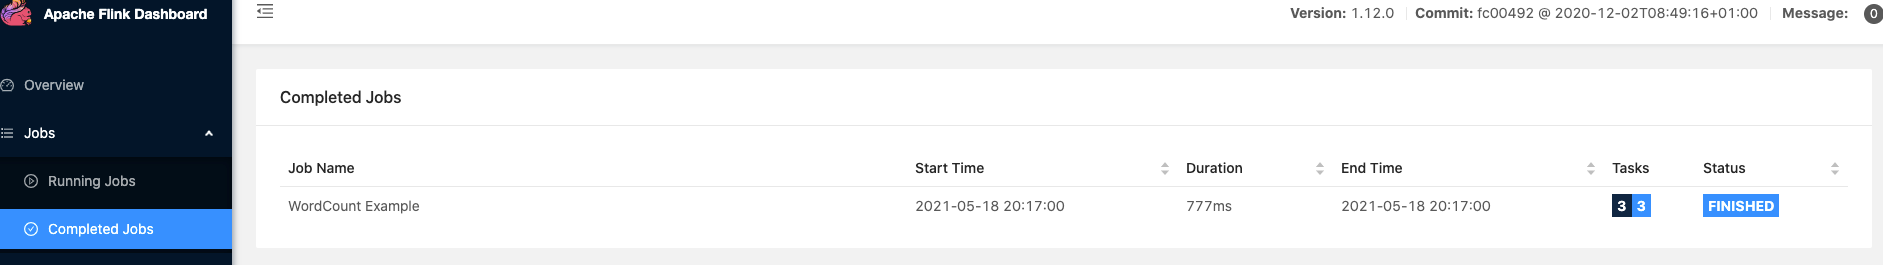 Apache Flink Dashboard
Version: 1.12.0 Commit: fc00492 @ 2020-12-02T08:49:16+01:00 Message: 0
Overview
Jobs
Running Jobs
Completed Jobs
Completed Jobs
Job Name Start Time Duration End Time Tasks Status
WordCount Example 2021-05-18 20:17:00 777ms 2021-05-18 20:17:00 3 3 FINISHED